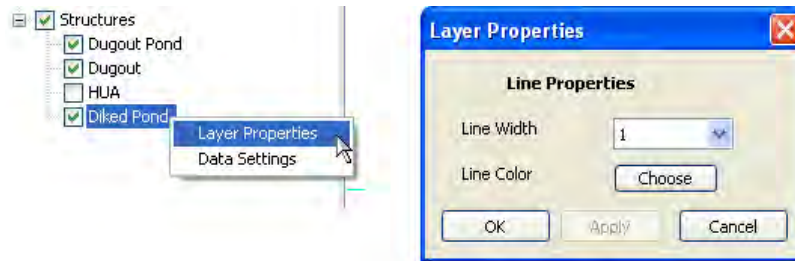 Structures
Dugout Pond
Dugout
HUA
Diked Pond
Layer Properties
Data Settings
Layer Properties
Line Properties
Line Width
1
Line Color
Choose
OK
Apply
Cancel